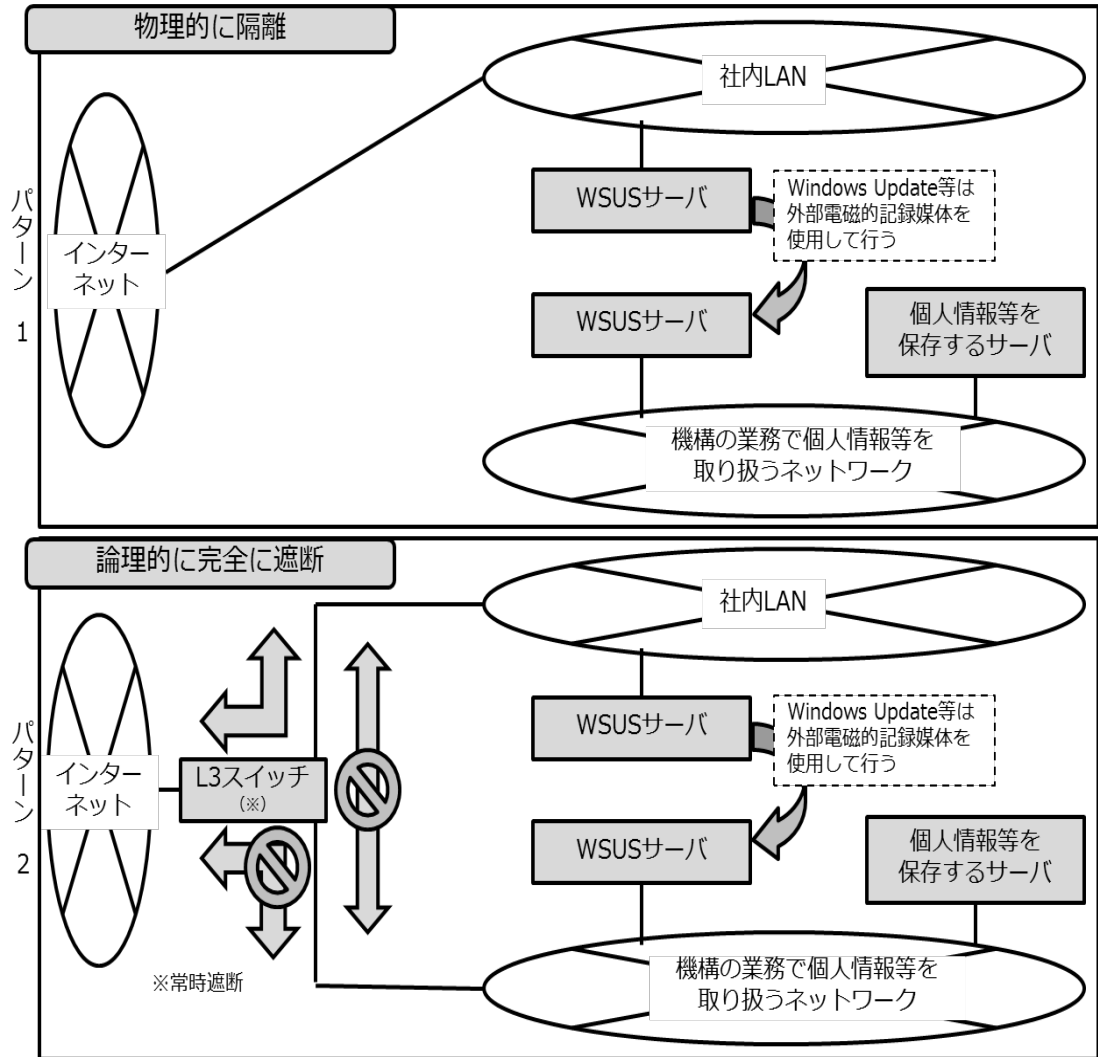 物理的に隔離
社内LAN
パターン 1
インター
ネット
WSUSサーバ
Windows Update等は
外部電磁的記録媒体を
使用して行う
WSUSサーバ
個人情報等を
保存するサーバ
機構の業務で個人情報等を
取り扱うネットワーク
論理的に完全に遮断
社内LAN
パターン 2
インター
ネット
L3スイッチ
（※）
WSUSサーバ
Windows Update等は
外部電磁的記録媒体を
使用して行う
WSUSサーバ
個人情報等を
保存するサーバ
※常時遮断
機構の業務で個人情報等を
取り扱うネットワーク